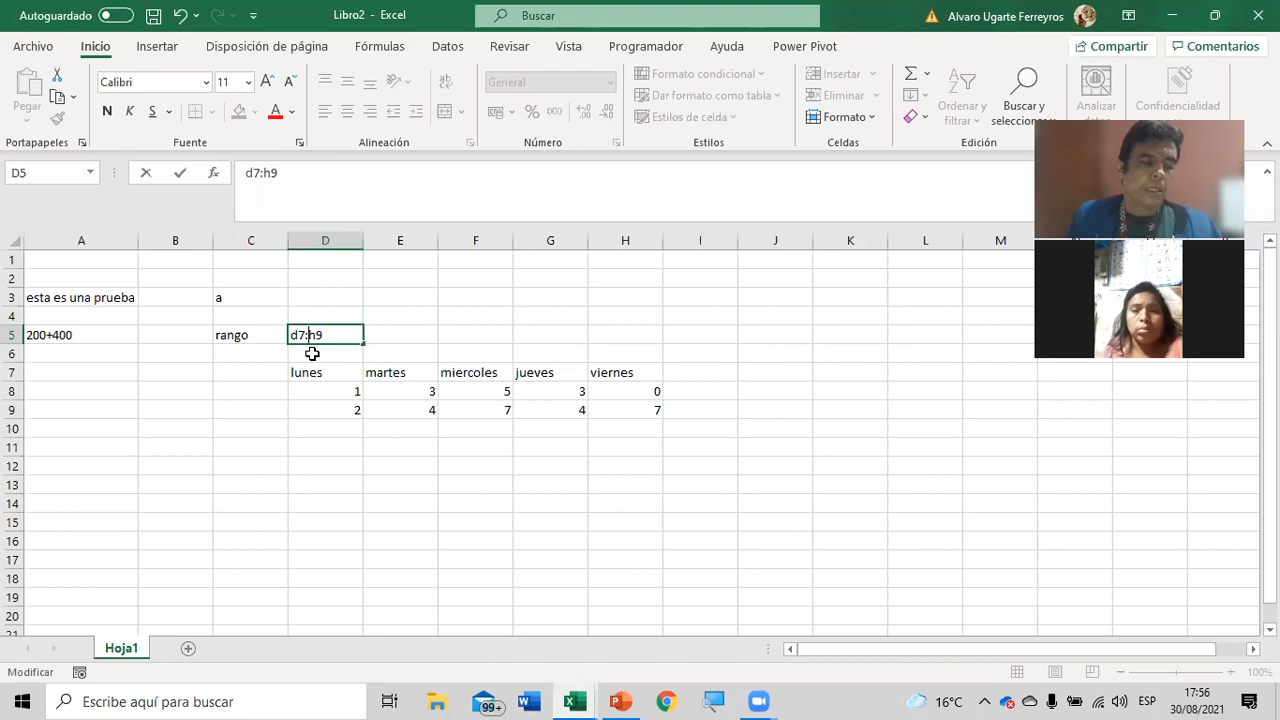 Autoguardado
Libro2 - Excel
Buscar
Alvaro Ugarte Ferreyros
Archivo Inicio Insertar Disposición de página Fórmulas Datos Revisar Vista Programador Ayuda Power Pivot
Compartir Comentarios
Pegar
Calibri 11
N K S
General
% 000
Formato condicional
Dar formato como tabla
Estilos de celda
Insertar
Eliminar
Formato
Ordenar y
filtrar
Buscar y
seleccionar
Analizar
Confidencialidad
Portapapeles Fuente Alineación Número Estilos Celdas Edición
D5 fx d7:h9
A B C D E F G H I J K L M
1
2
3 esta es una prueba a
4
5 200+400 rango d7:h9
6
7 lunes martes miercoles jueves viernes
8 1 3 5 3 0
9 2 4 7 4 7
10
11
12
13
14
15
16
17
18
19
20
21
Hoja1
Modificar
100%
Escribe aquí para buscar
99+
16°C
ESP
17:56
30/08/2021